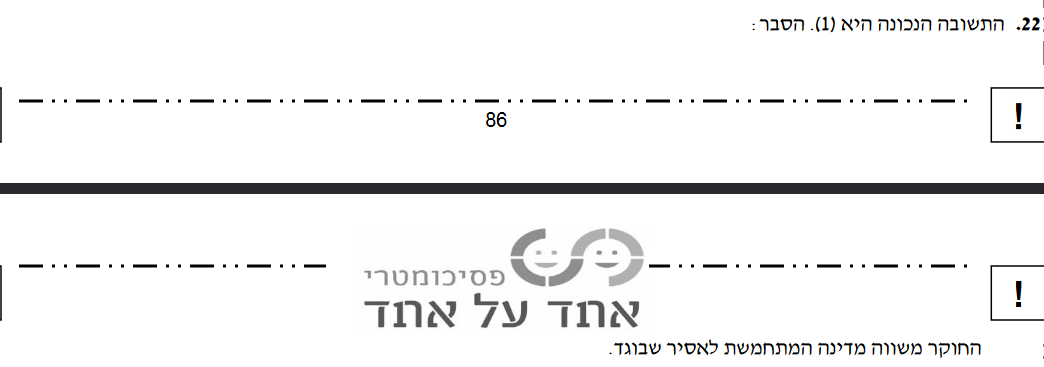 22. התשובה הנכונה היא (1). הסבר:
!
86
!
פסיכומטרי
אחד על אחד
החוקר משווה מדינה המתחמשת לאסיר שבוגד.